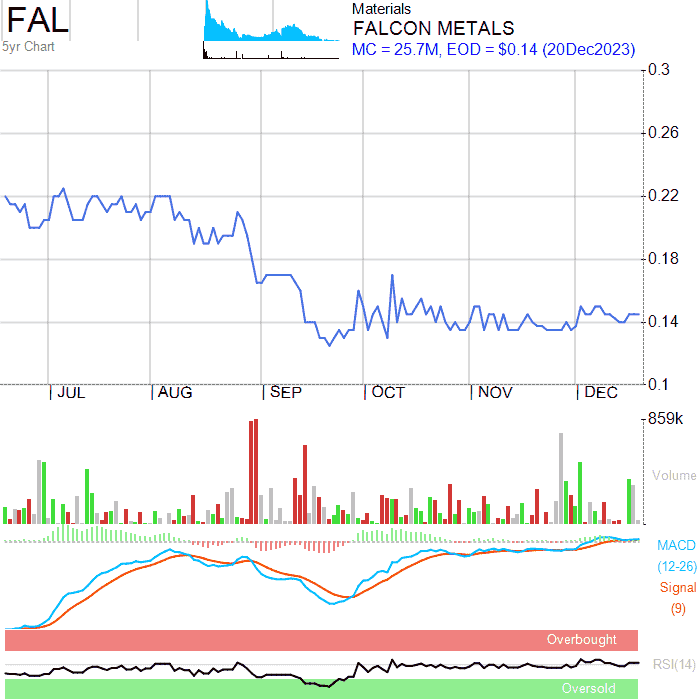 FAL
5yr Chart
Materials
FALCON METALS
MC = 25.7M, EOD = $0.14 (20Dec2023)
0.3
0.26
0.22
0.18
0.14
0.1
JUL AUG SEP OCT NOV DEC
859k
Volume
MACD
(12-26)
Signal
(9)
Overbought
RSI(14)
Oversold